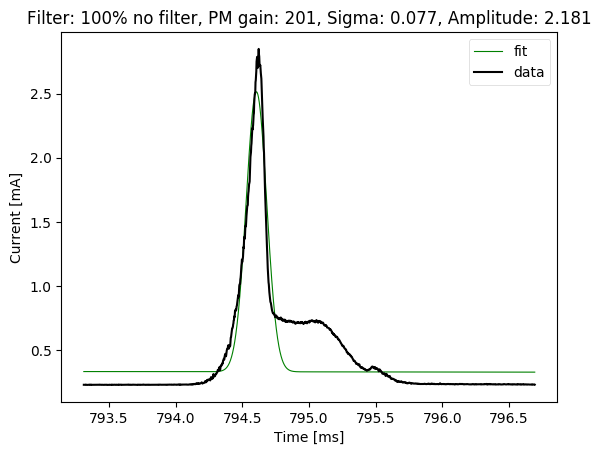 Filter: 100% no filter, PM gain: 201, Sigma: 0.077, Amplitude: 2.181
fit
data
Current [mA]
2.5
2.0
1.5
1.0
0.5
793.5 794.0 794.5 795.0 795.5 796.0 796.5
Time [ms]